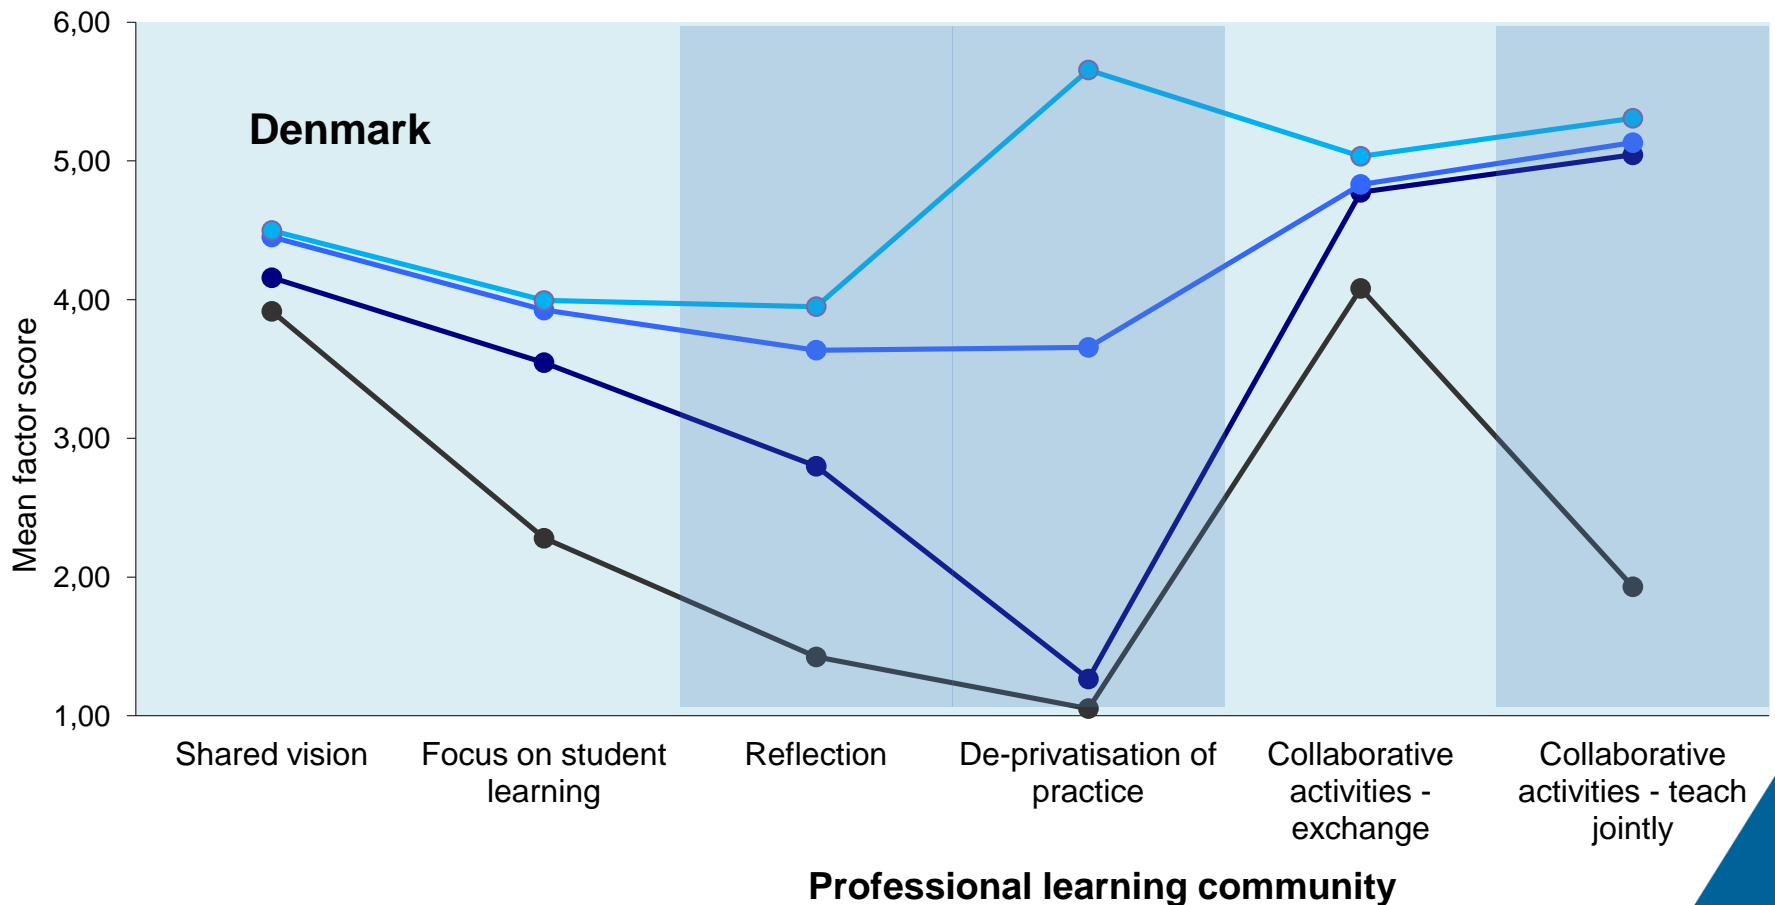 6,00
5,00
4,00
3,00
2,00
1,00
Mean factor score
Denmark
Shared vision
Focus on student
learning
Reflection
De-privatisation of
practice
Collaborative
activities -
exchange
Collaborative
activities - teach
jointly
Professional learning community